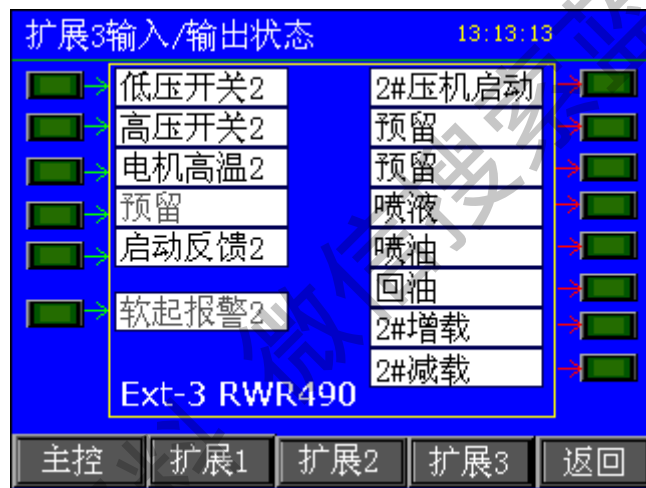 扩展3输入/输出状态 13:13:13
低压开关2 2#压机启动
高压开关2 预留
电机高温2 预留
预留 喷液
启动反馈2 喷油
回油
软起报警2 2#增载
2#减载
Ext-3 RWR490
主控 扩展1 扩展2 扩展3 返回